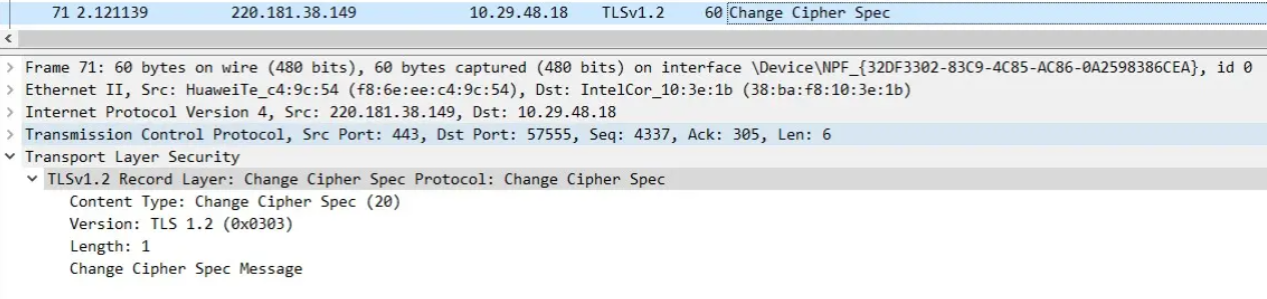 71 2.121139 220.181.38.149 10.29.48.18 TLSv1.2 60 Change Cipher Spec
Frame 71: 60 bytes on wire (480 bits), 60 bytes captured (480 bits) on interface \Device\NPF_{32DF3302-83C9-4C85-AC86-0A2598386CEA}, id 0
Ethernet II, Src: HuaweiTe_c4:9c:54 (f8:6e:ee:c4:9c:54), Dst: IntelCor_10:3e:1b (38:ba:f8:10:3e:1b)
Internet Protocol Version 4, Src: 220.181.38.149, Dst: 10.29.48.18
Transmission Control Protocol, Src Port: 443, Dst Port: 57555, Seq: 4337, Ack: 305, Len: 6
Transport Layer Security
TLSv1.2 Record Layer: Change Cipher Spec Protocol: Change Cipher Spec
Content Type: Change Cipher Spec (20)
Version: TLS 1.2 (0x0303)
Length: 1
Change Cipher Spec Message